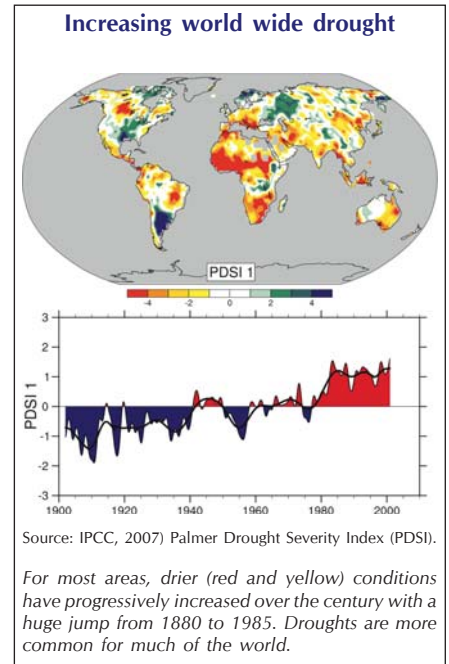 Increasing world wide drought
PDSI 1
-4 -2 0 2 4
3
2
1
0
-1
-2
-3
PDSI 1
1900 1920 1940 1960 1980 2000
Source: IPCC, 2007) Palmer Drought Severity Index (PDSI).
For most areas, drier (red and yellow) conditions
have progressively increased over the century with a
huge jump from 1880 to 1985. Droughts are more
common for much of the world.